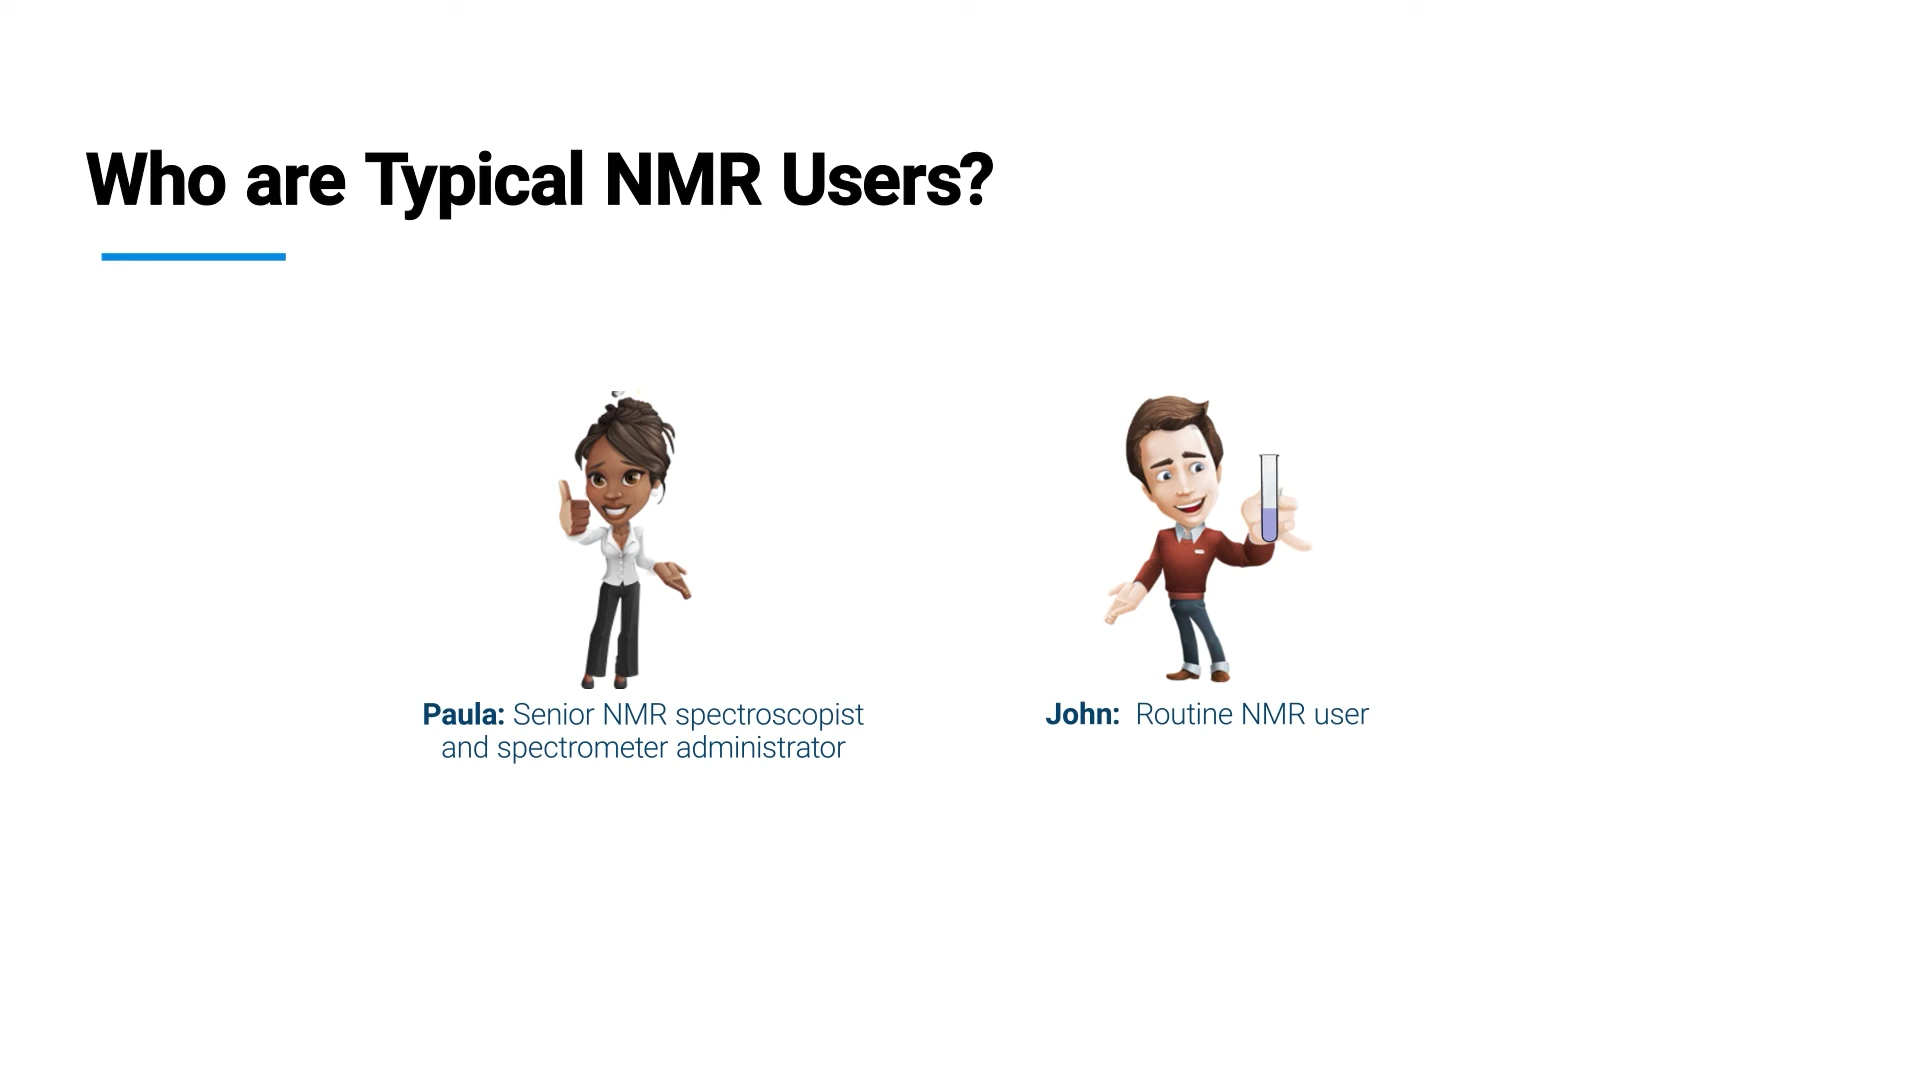 Who are Typical NMR Users?
Paula: Senior NMR spectroscopist
and spectrometer administrator
John: Routine NMR user